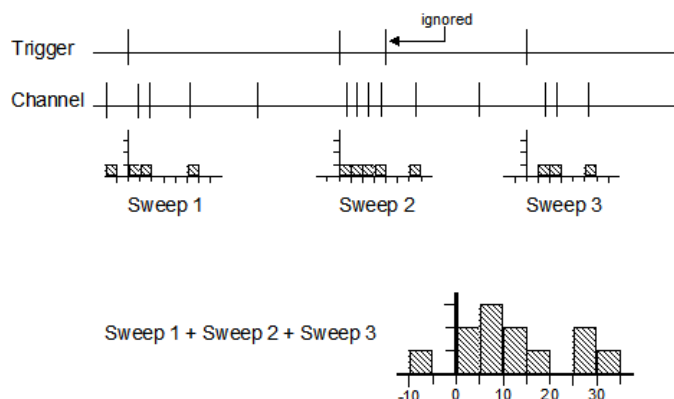 ignored
Trigger
Channel
Sweep 1 Sweep 2 Sweep 3
Sweep 1 + Sweep 2 + Sweep 3
-10 0 10 20 30